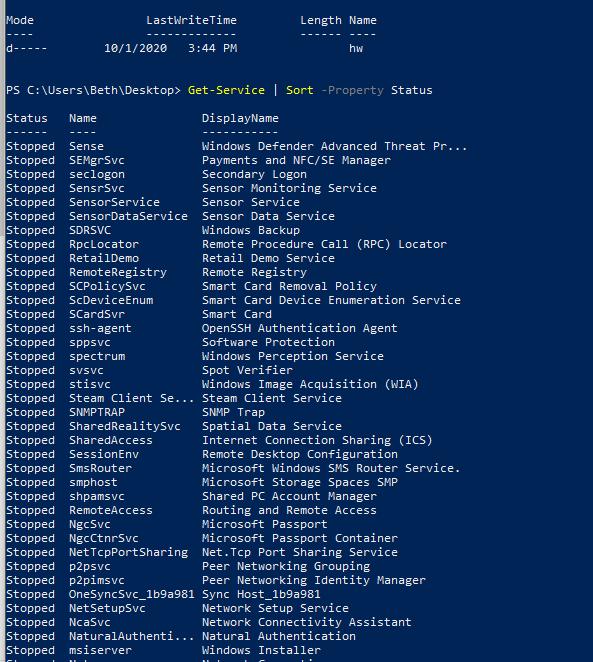 Mode LastWriteTime Length Name
---- ------------- ------ ----
d----- 10/1/2020 3:44 PM hw
PS C:\Users\Beth\Desktop> Get-Service | Sort -Property Status
Status Name DisplayName
------ ---- -----------
Stopped Sense Windows Defender Advanced Threat Pr...
Stopped SEMgrSvc Payments and NFC/SE Manager
Stopped seclogon Secondary Logon
Stopped SensrSvc Sensor Monitoring Service
Stopped SensorService Sensor Service
Stopped SensorDataService Sensor Data Service
Stopped SDRSVC Windows Backup
Stopped RpcLocator Remote Procedure Call (RPC) Locator
Stopped RetailDemo Retail Demo Service
Stopped RemoteRegistry Remote Registry
Stopped SCPolicySvc Smart Card Removal Policy
Stopped ScDeviceEnum Smart Card Device Enumeration Service
Stopped SCardSvr Smart Card
Stopped ssh-agent OpenSSH Authentication Agent
Stopped sppsvc Software Protection
Stopped spectrum Windows Perception Service
Stopped svsvc Spot Verifier
Stopped stisvc Windows Image Acquisition (WIA)
Stopped Steam Client Se... Steam Client Service
Stopped SNMPTRAP SNMP Trap
Stopped SharedRealitySvc Spatial Data Service
Stopped SharedAccess Internet Connection Sharing (ICS)
Stopped SessionEnv Remote Desktop Configuration
Stopped SmsRouter Microsoft Windows SMS Router Service.
Stopped smphost Microsoft Storage Spaces SMP
Stopped shpamsvc Shared PC Account Manager
Stopped RemoteAccess Routing and Remote Access
Stopped NgcSvc Microsoft Passport
Stopped NgcCtnrSvc Microsoft Passport Container
Stopped NetTcpPortSharing Net.Tcp Port Sharing Service
Stopped p2psvc Peer Networking Grouping
Stopped p2pimsvc Peer Networking Identity Manager
Stopped OneSyncSvc_1b9a981 Sync Host_1b9a981
Stopped NetSetupSvc Network Setup Service
Stopped NcaSvc Network Connectivity Assistant
Stopped NaturalAuthenti... Natural Authentication
Stopped msiserver Windows Installer